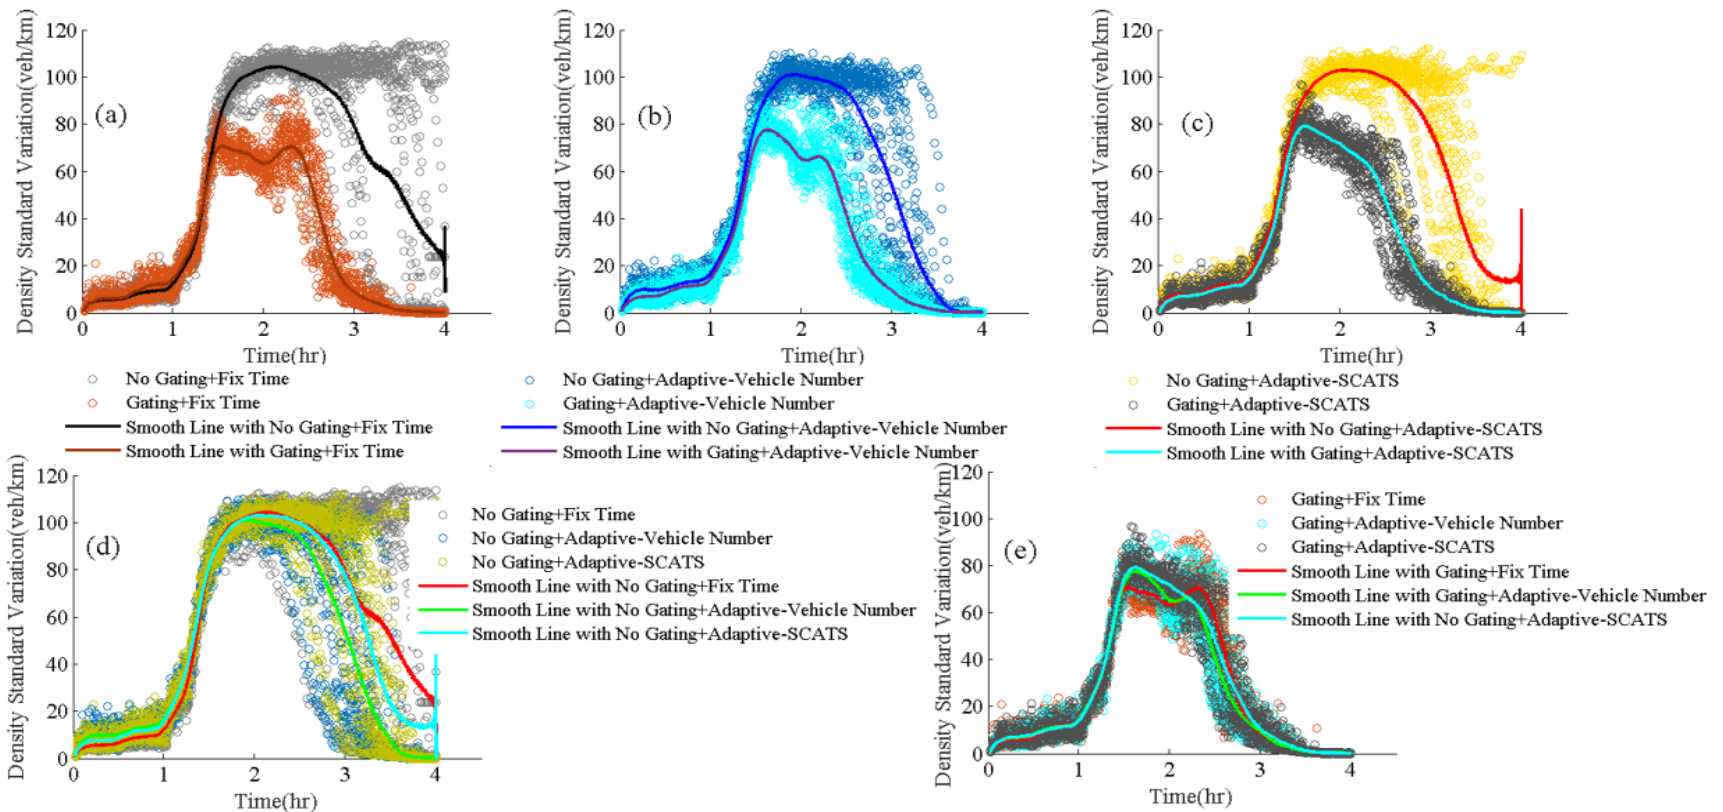 Density Standard Variation(veh/km)
120
100
80
60
40
20
0
(a)
0 1 2 3 4
Time(hr)
No Gating+Fix Time
Gating+Fix Time
Smooth Line with No Gating+Fix Time
Smooth Line with Gating+Fix Time
Density Standard Variation(veh/km)
120
100
80
60
40
20
0
(b)
0 1 2 3 4
Time(hr)
No Gating+Adaptive-Vehicle Number
Gating+Adaptive-Vehicle Number
Smooth Line with No Gating+Adaptive-Vehicle Number
Smooth Line with Gating+Adaptive-Vehicle Number
Density Standard Variation(veh/km)
120
100
80
60
40
20
0
(c)
0 1 2 3 4
Time(hr)
No Gating+Adaptive-SCATS
Gating+Adaptive-SCATS
Smooth Line with No Gating+Adaptive-SCATS
Smooth Line with Gating+Adaptive-SCATS
Density Standard Variation(veh/km)
120
100
80
60
40
20
0
(d)
0 1 2 3 4
Time(hr)
No Gating+Fix Time
No Gating+Adaptive-Vehicle Number
No Gating+Adaptive-SCATS
Smooth Line with No Gating+Fix Time
Smooth Line with No Gating+Adaptive-Vehicle Number
Smooth Line with No Gating+Adaptive-SCATS
Density Standard Variation(veh/km)
120
100
80
60
40
20
0
(e)
0 1 2 3 4
Time(hr)
Gating+Fix Time
Gating+Adaptive-Vehicle Number
Gating+Adaptive-SCATS
Smooth Line with Gating+Fix Time
Smooth Line with Gating+Adaptive-Vehicle Number
Smooth Line with No Gating+Adaptive-SCATS